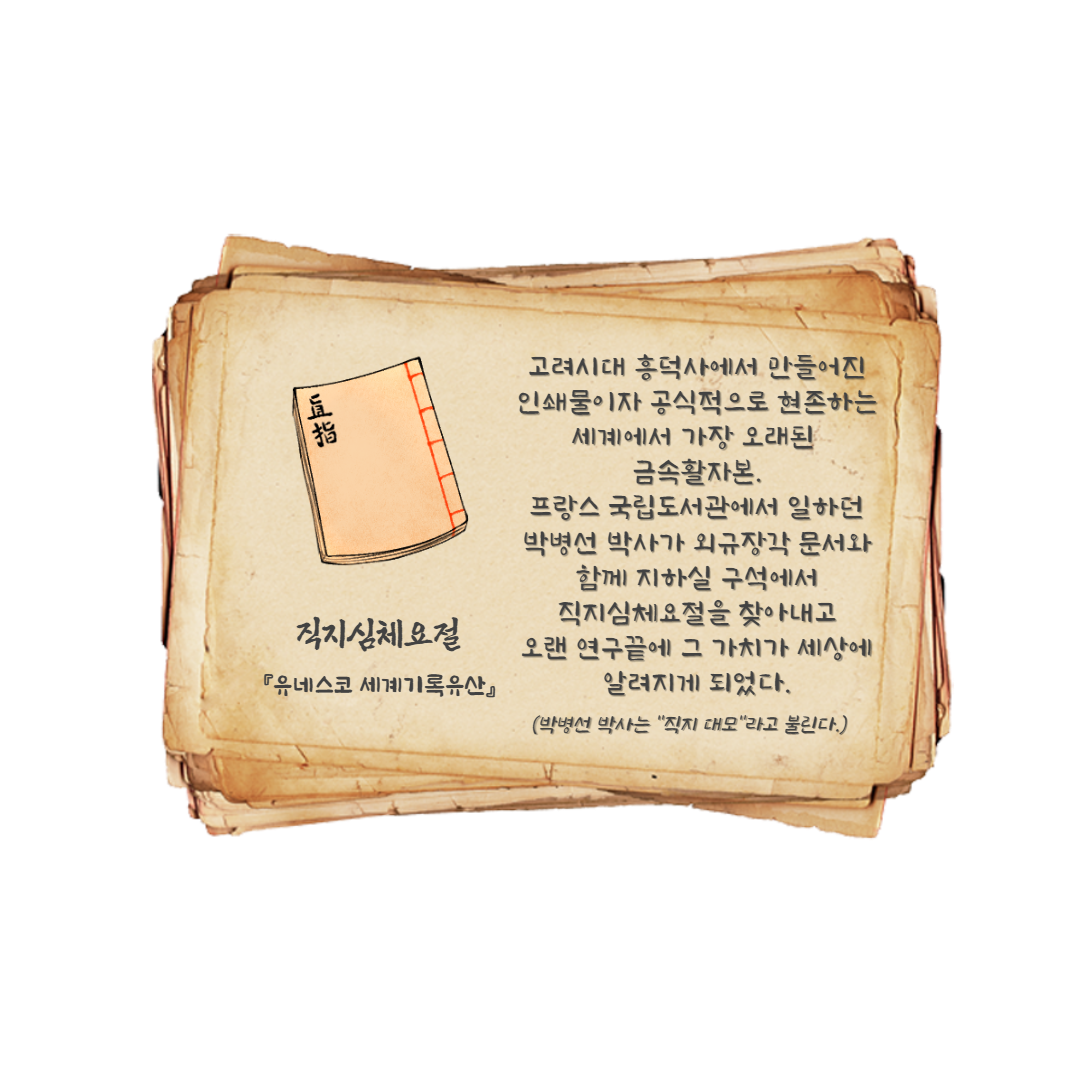 直
指
직지심체요절
『유네스코 세계기록유산』
고려시대 흥덕사에서 만들어진
인쇄물이자 공식적으로 현존하는
세계에서 가장 오래된
금속활자본.
프랑스 국립도서관에서 일하던
박병선 박사가 외규장각 문서와
함께 지하실 구석에서
직지심체요절을 찾아내고
오랜 연구끝에 그 가치가 세상에
알려지게 되었다.
(박병선 박사는 "직지 대모"라고 불린다.)